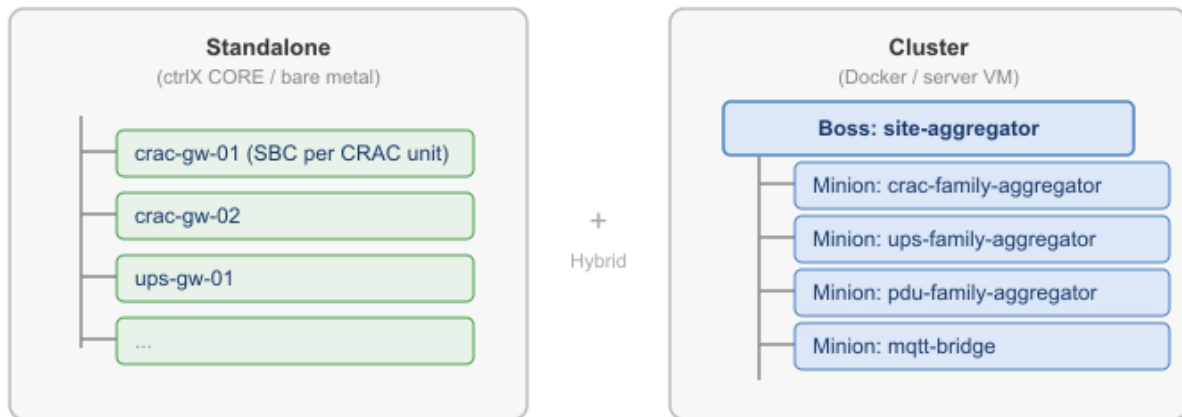 Standalone
(ctrlX CORE / bare metal)
crac-gw-01 (SBC per CRAC unit)
crac-gw-02
ups-gw-01
...
+
Hybrid
Cluster
(Docker / server VM)
Boss: site-aggregator
Minion: crac-family-aggregator
Minion: ups-family-aggregator
Minion: pdu-family-aggregator
Minion: mqtt-bridge